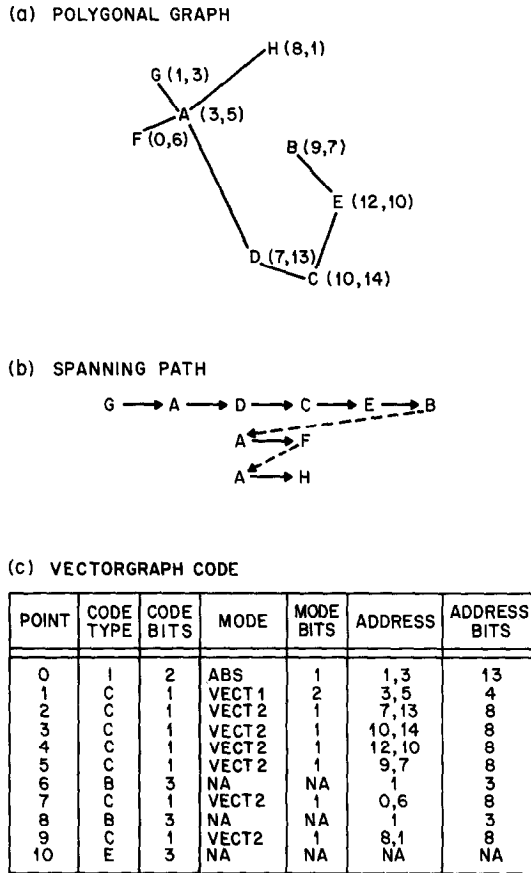 (a) POLYGONAL GRAPH
H (8,1)
G (1,3)
A (3,5)
F (0,6)
B (9,7)
E (12,10)
D (7,13)
C (10,14)
(b) SPANNING PATH
G A D C E B
A F
A H
(c) VECTORGRAPH CODE
POINT CODE TYPE CODE BITS MODE MODE BITS ADDRESS ADDRESS BITS
0 I 2 ABS 1 1,3 13
1 C 1 VECT 1 2 3,5 4
2 C 1 VECT 2 1 7,13 8
3 C 1 VECT 2 1 10,14 8
4 C 1 VECT 2 1 12,10 8
5 C 1 VECT 2 1 9,7 8
6 B 3 NA NA 1 3
7 C 1 VECT2 1 0,6 8
8 B 3 NA NA 1 3
9 C 1 VECT2 1 8,1 8
10 E 3 NA NA NA NA